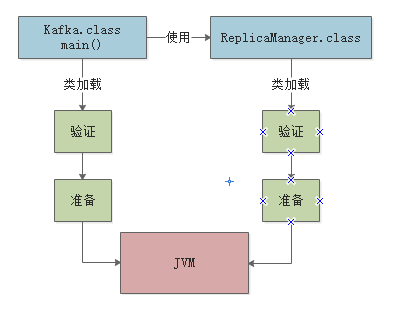 Kafka.class
main()
使用
ReplicaManager.class
类加载
类加载
验证
验证
准备
准备
JVM